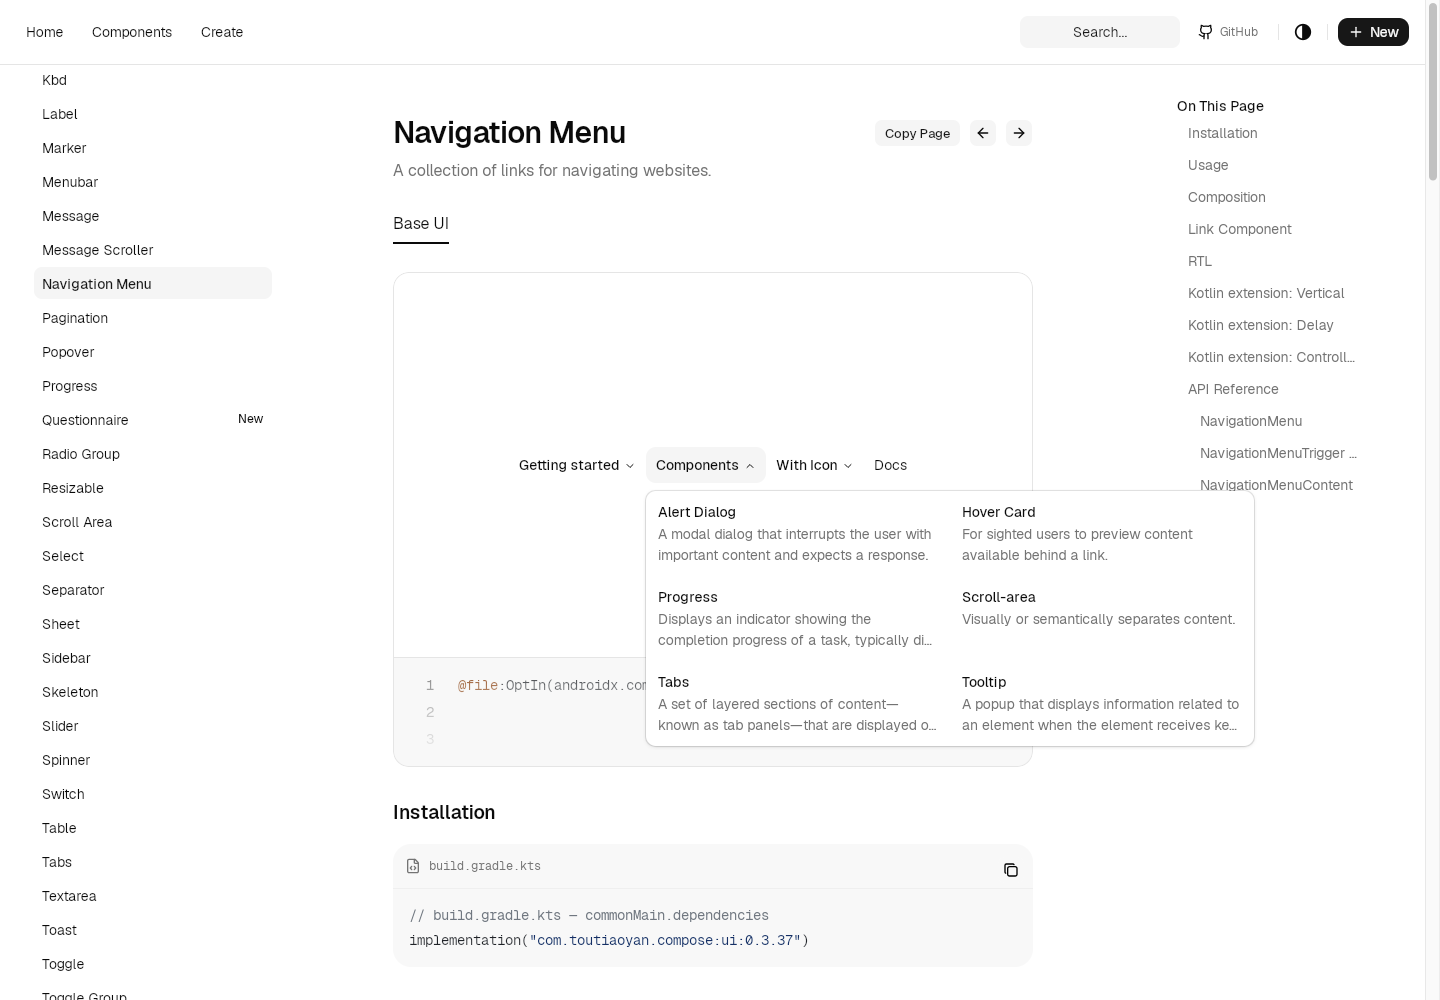 Home
Components
Create
Search...
GitHub
New
Kbd
Label
Marker
Menubar
Message
Message Scroller
Navigation Menu
Pagination
Popover
Progress
Questionnaire New
Radio Group
Resizable
Scroll Area
Select
Separator
Sheet
Sidebar
Skeleton
Slider
Spinner
Switch
Table
Tabs
Textarea
Toast
Toggle
Toggle Group
Navigation Menu
Copy Page
A collection of links for navigating websites.
Base UI
Getting started
Components
With Icon
Docs
Alert Dialog
A modal dialog that interrupts the user with
important content and expects a response.
Hover Card
For sighted users to preview content
available behind a link.
Progress
Displays an indicator showing the
completion progress of a task, typically di...
Scroll-area
Visually or semantically separates content.
Tabs
A set of layered sections of content—
known as tab panels—that are displayed o...
Tooltip
A popup that displays information related to
an element when the element receives ke...
1 @file:OptIn(androidx.com
2
3
Installation
build.gradle.kts
// build.gradle.kts — commonMain.dependencies
implementation("com.toutiaoyan.compose:ui:0.3.37")
On This Page
Installation
Usage
Composition
Link Component
RTL
Kotlin extension: Vertical
Kotlin extension: Delay
Kotlin extension: Controll...
API Reference
NavigationMenu
NavigationMenuTrigger ...
NavigationMenuContent